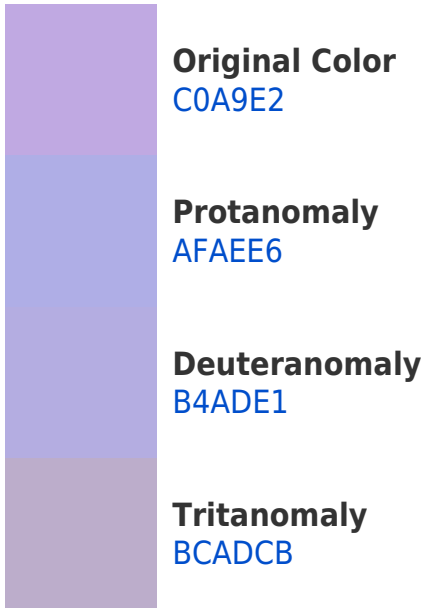 Original Color
C0A9E2
Protanomaly
AFAEE6
Deuteranomaly
B4ADE1
Tritanomaly
BCADCB